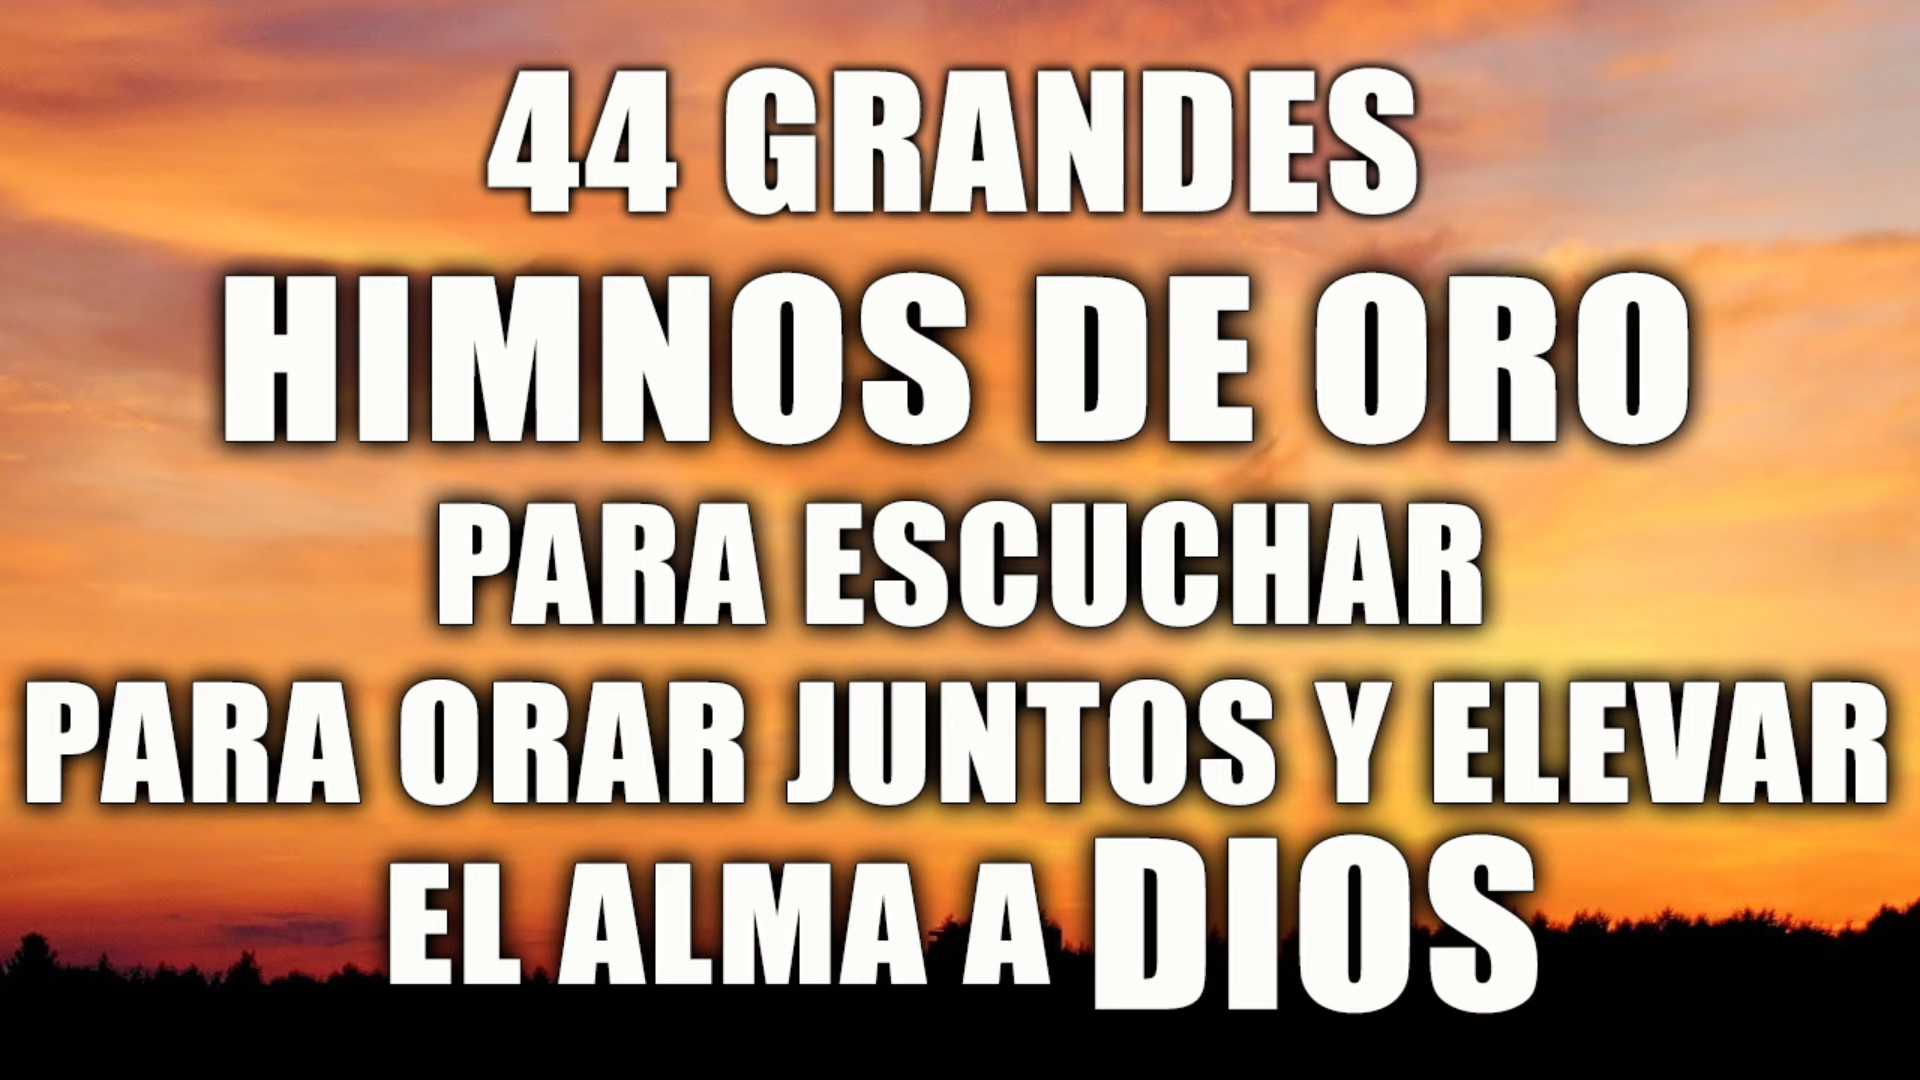 44 GRANDES
HIMNOS DE ORO
PARA ESCUCHAR
PARA ORAR JUNTOS Y ELEVAR
EL ALMA A DIOS